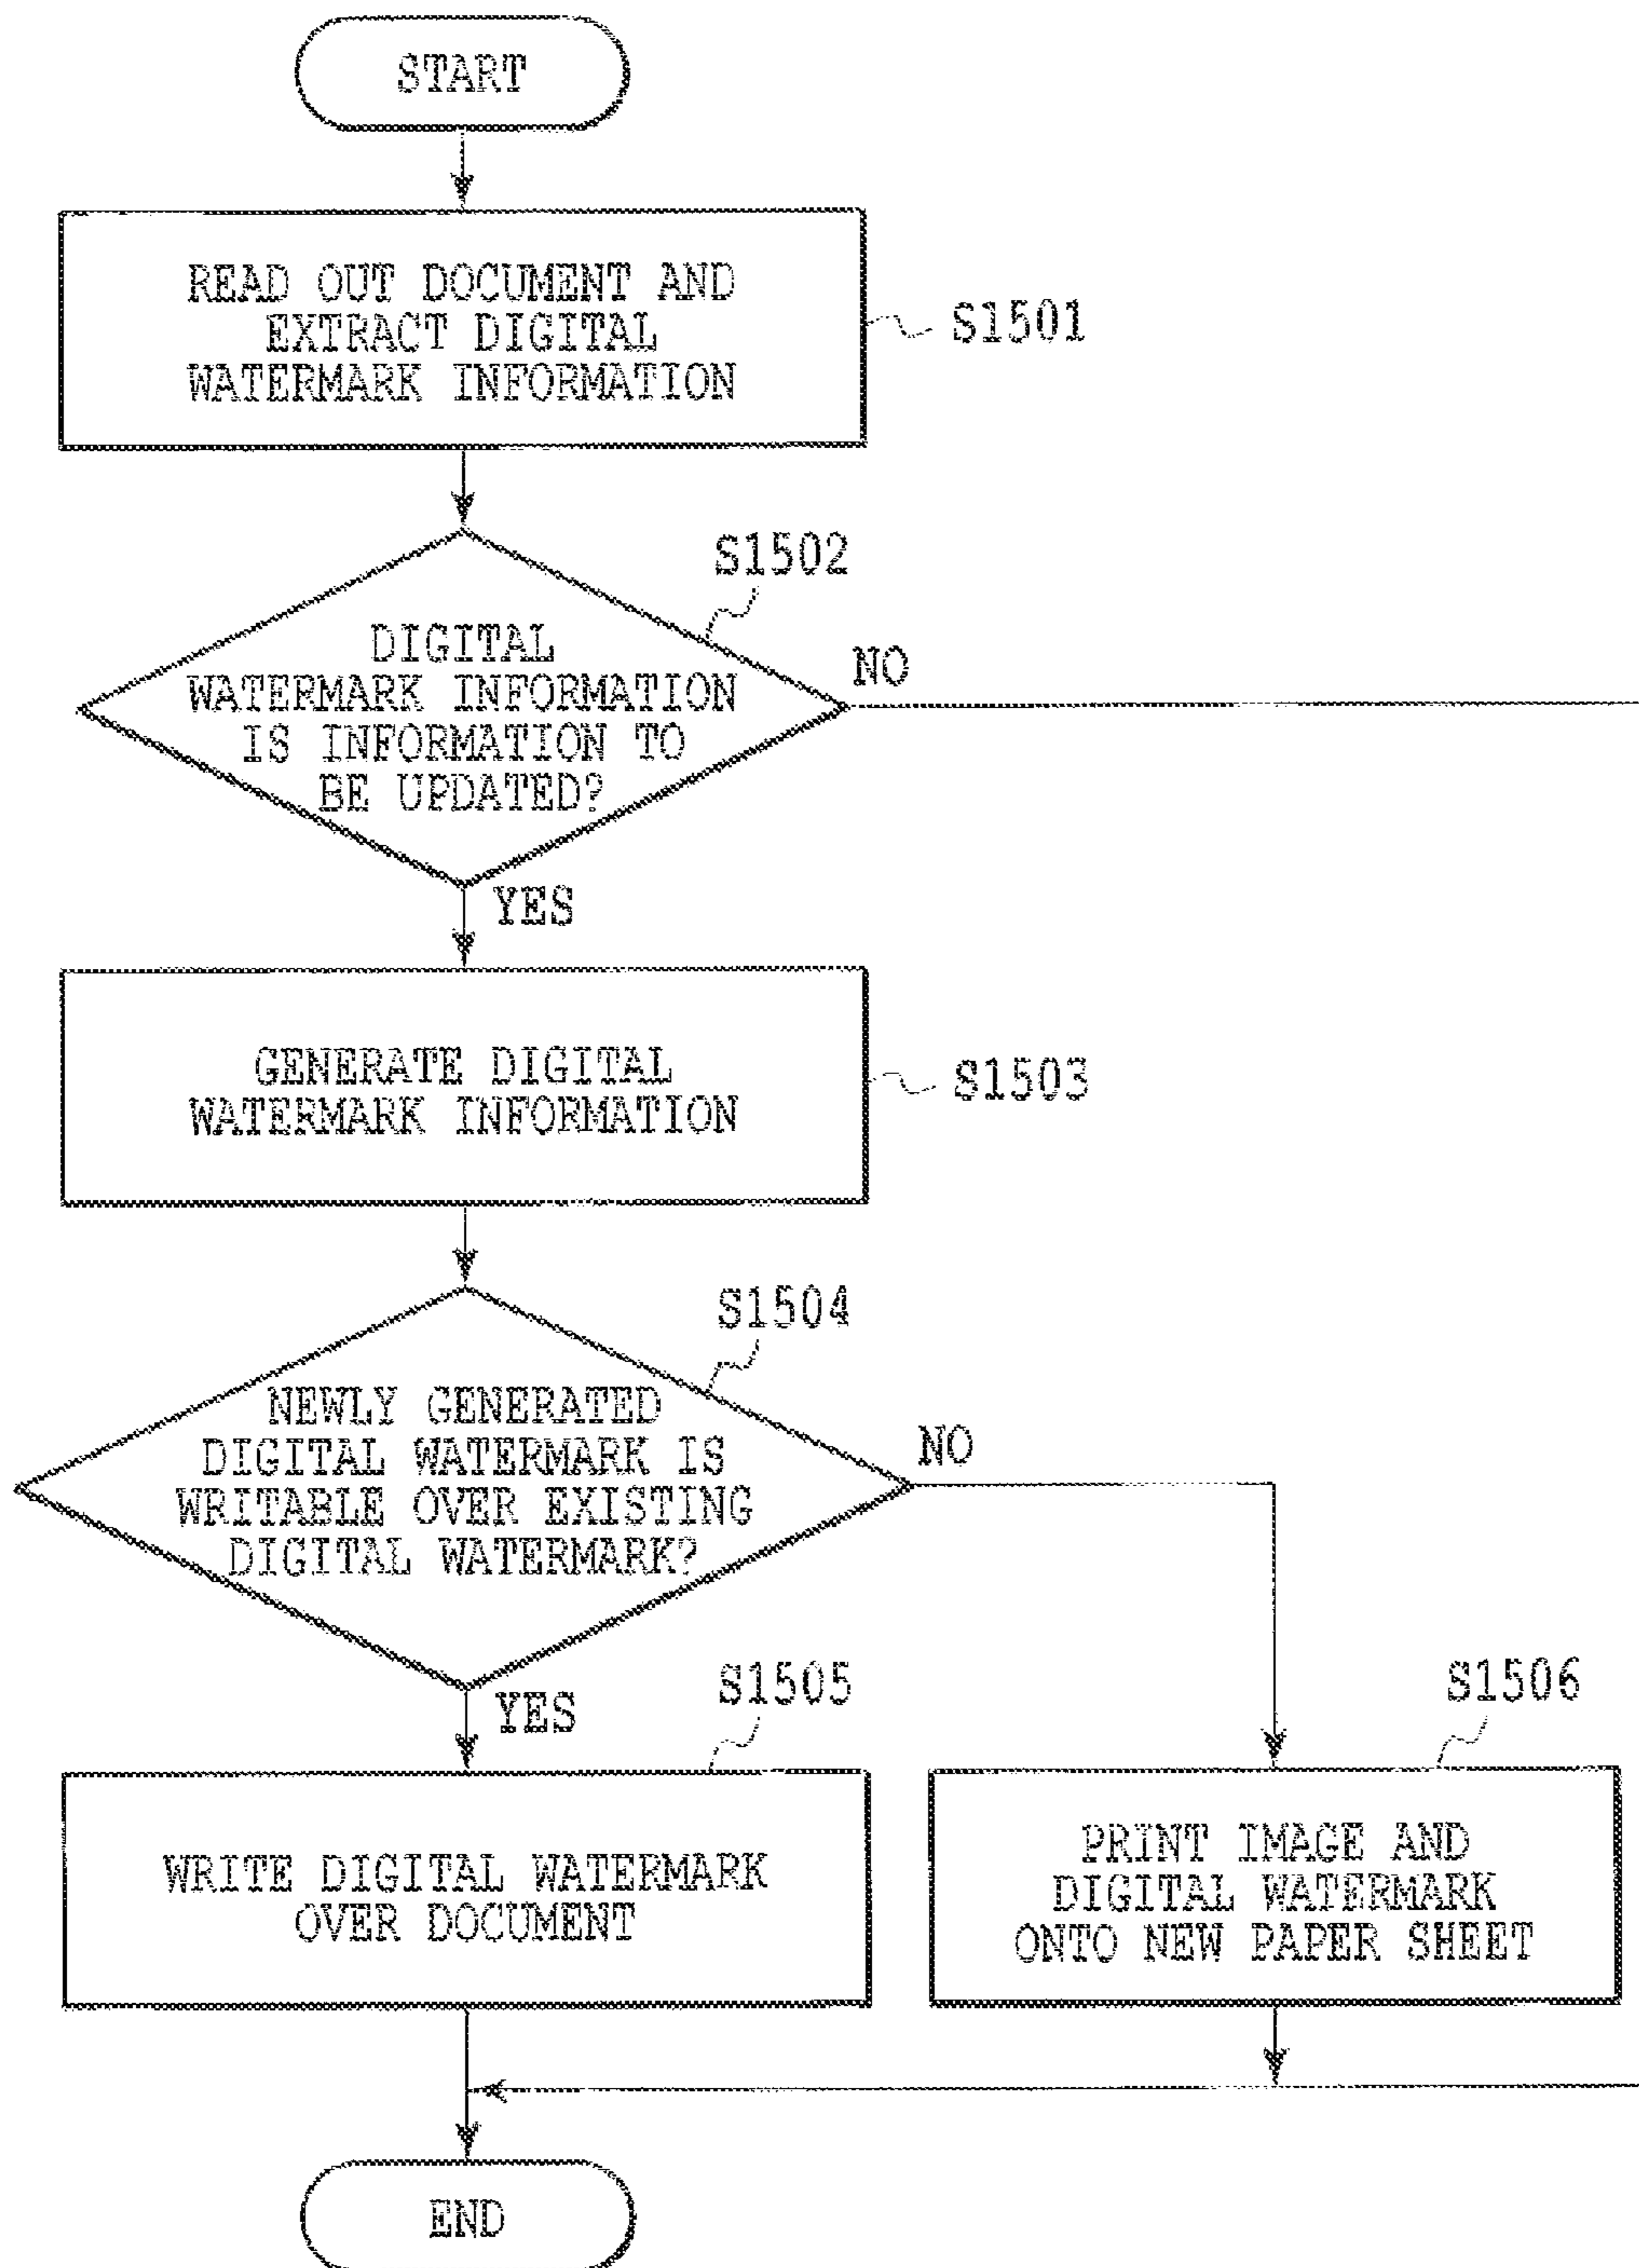 START
READ OUT DOCUMENT AND
EXTRACT DIGITAL
WATERMARK INFORMATION
S1501
S1502
DIGITAL
WATERMARK INFORMATION
IS INFORMATION TO
BE UPDATED?
NO
YES
GENERATE DIGITAL
WATERMARK INFORMATION
S1503
S1504
NEWLY GENERATED
DIGITAL WATERMARK IS
WRITABLE OVER EXISTING
DIGITAL WATERMARK?
NO
YES
S1505
WRITE DIGITAL WATERMARK
OVER DOCUMENT
S1506
PRINT IMAGE AND
DIGITAL WATERMARK
ONTO NEW PAPER SHEET
END